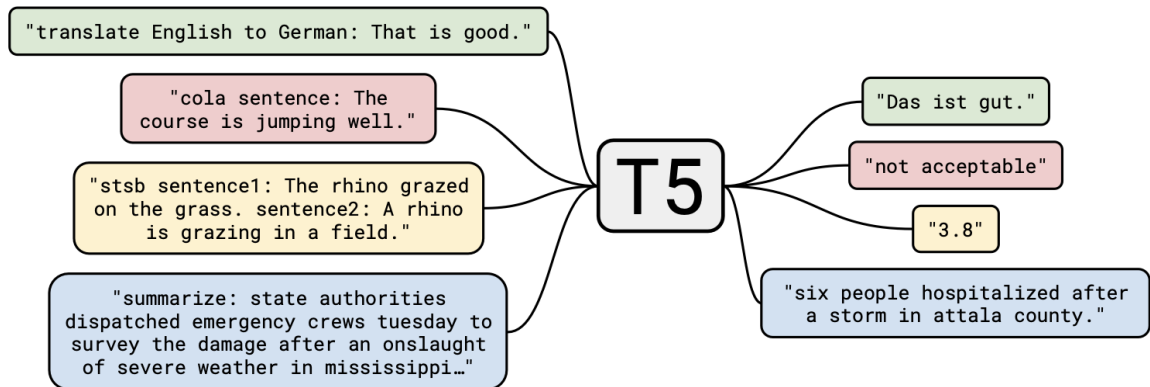 "translate English to German: That is good."
"cola sentence: The
course is jumping well."
"stsb sentence1: The rhino grazed
on the grass. sentence2: A rhino
is grazing in a field."
"summarize: state authorities
dispatched emergency crews tuesday to
survey the damage after an onslaught
of severe weather in mississippi…"
T5
"Das ist gut."
"not acceptable"
"3.8"
"six people hospitalized after
a storm in attala county."